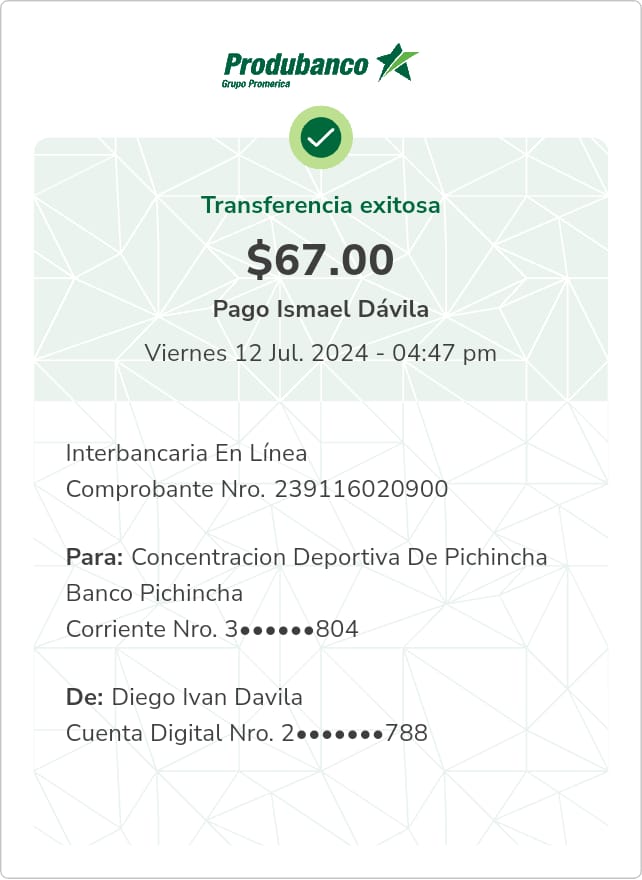 Produbanco
Grupo Promerica
Transferencia exitosa
$67.00
Pago Ismael Dávila
Viernes 12 Jul. 2024 - 04:47 pm
Interbancaria En Línea
Comprobante Nro. 239116020900
Para: Concentracion Deportiva De Pichincha
Banco Pichincha
Corriente Nro. 3••••••804
De: Diego Ivan Davila
Cuenta Digital Nro. 2•••••••788